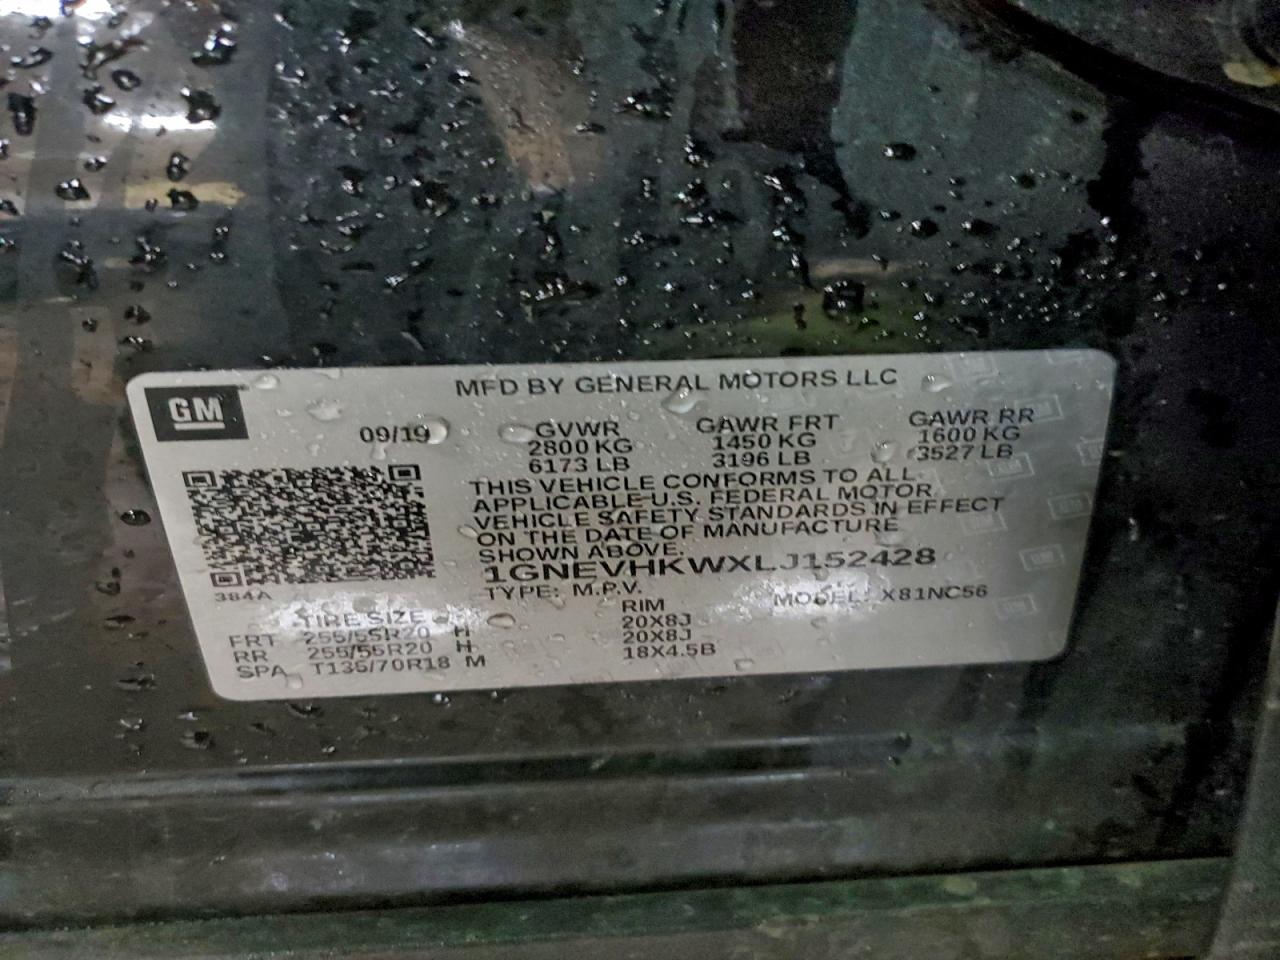 MFD BY GENERAL MOTORS LLC
GM
09/19
GVWR GAWR FRT GAWR RR
2800 KG 1450 KG 1600 KG
6173 LB 3196 LB 3527 LB
THIS VEHICLE CONFORMS TO ALL
APPLICABLE U.S. FEDERAL MOTOR
VEHICLE SAFETY STANDARDS IN EFFECT
ON THE DATE OF MANUFACTURE
SHOWN ABOVE.
1GNEVHKWXLJ152428
384A
TYPE: M.P.V. MODEL: X81NC56
TIRE SIZE RIM
FRT 255/55R20 H 20X8J
RR 255/55R20 H 20X8J
SPA T135/70R18 M 18X4.5B